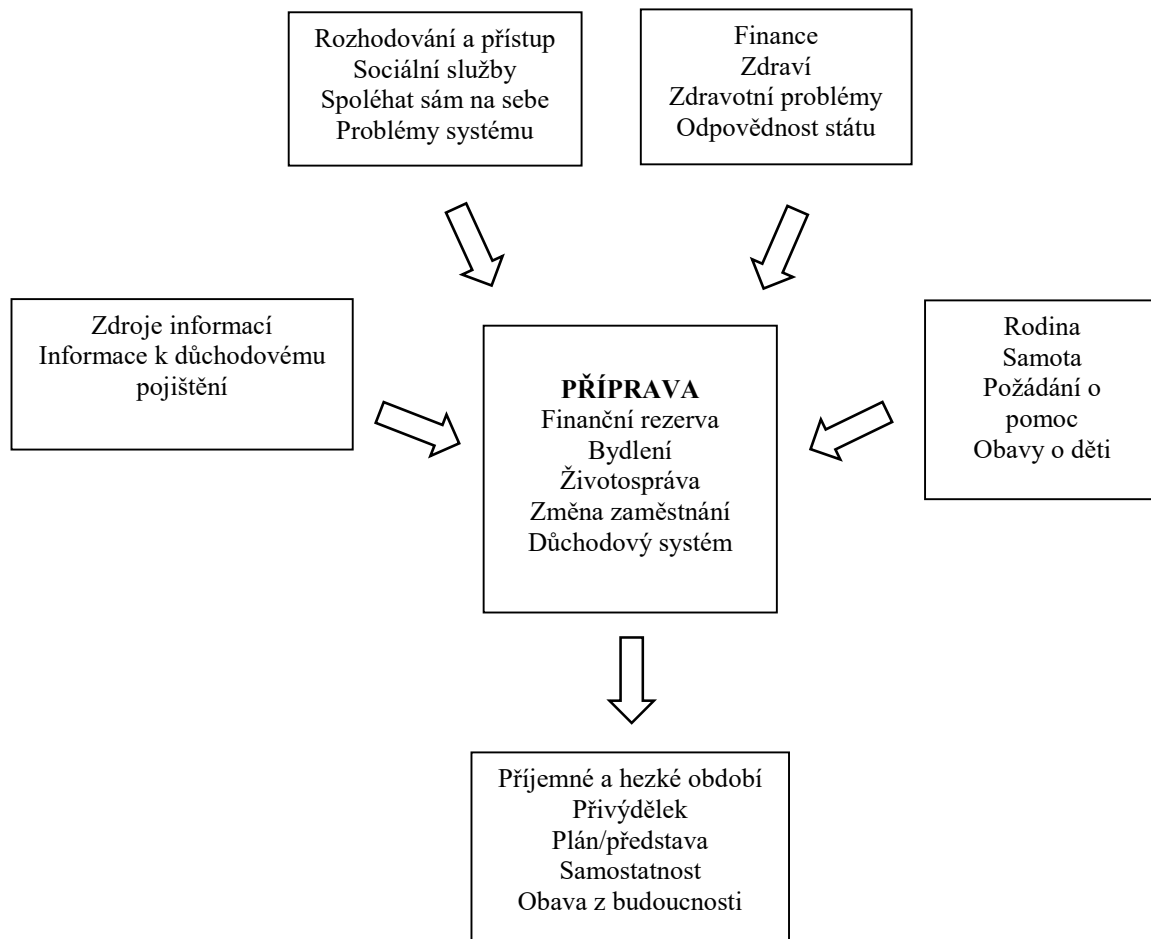 Rozhodování a přístup
Sociální služby
Spoléhat sám na sebe
Problémy systému
Finance
Zdraví
Zdravotní problémy
Odpovědnost státu
Zdroje informací
Informace k důchodovému
pojištění
PŘÍPRAVA
Finanční rezerva
Bydlení
Životospráva
Změna zaměstnání
Důchodový systém
Rodina
Samota
Požádání o
pomoc
Obavy o děti
Příjemné a hezké období
Přivýdělek
Plán/představa
Samostatnost
Obava z budoucnosti